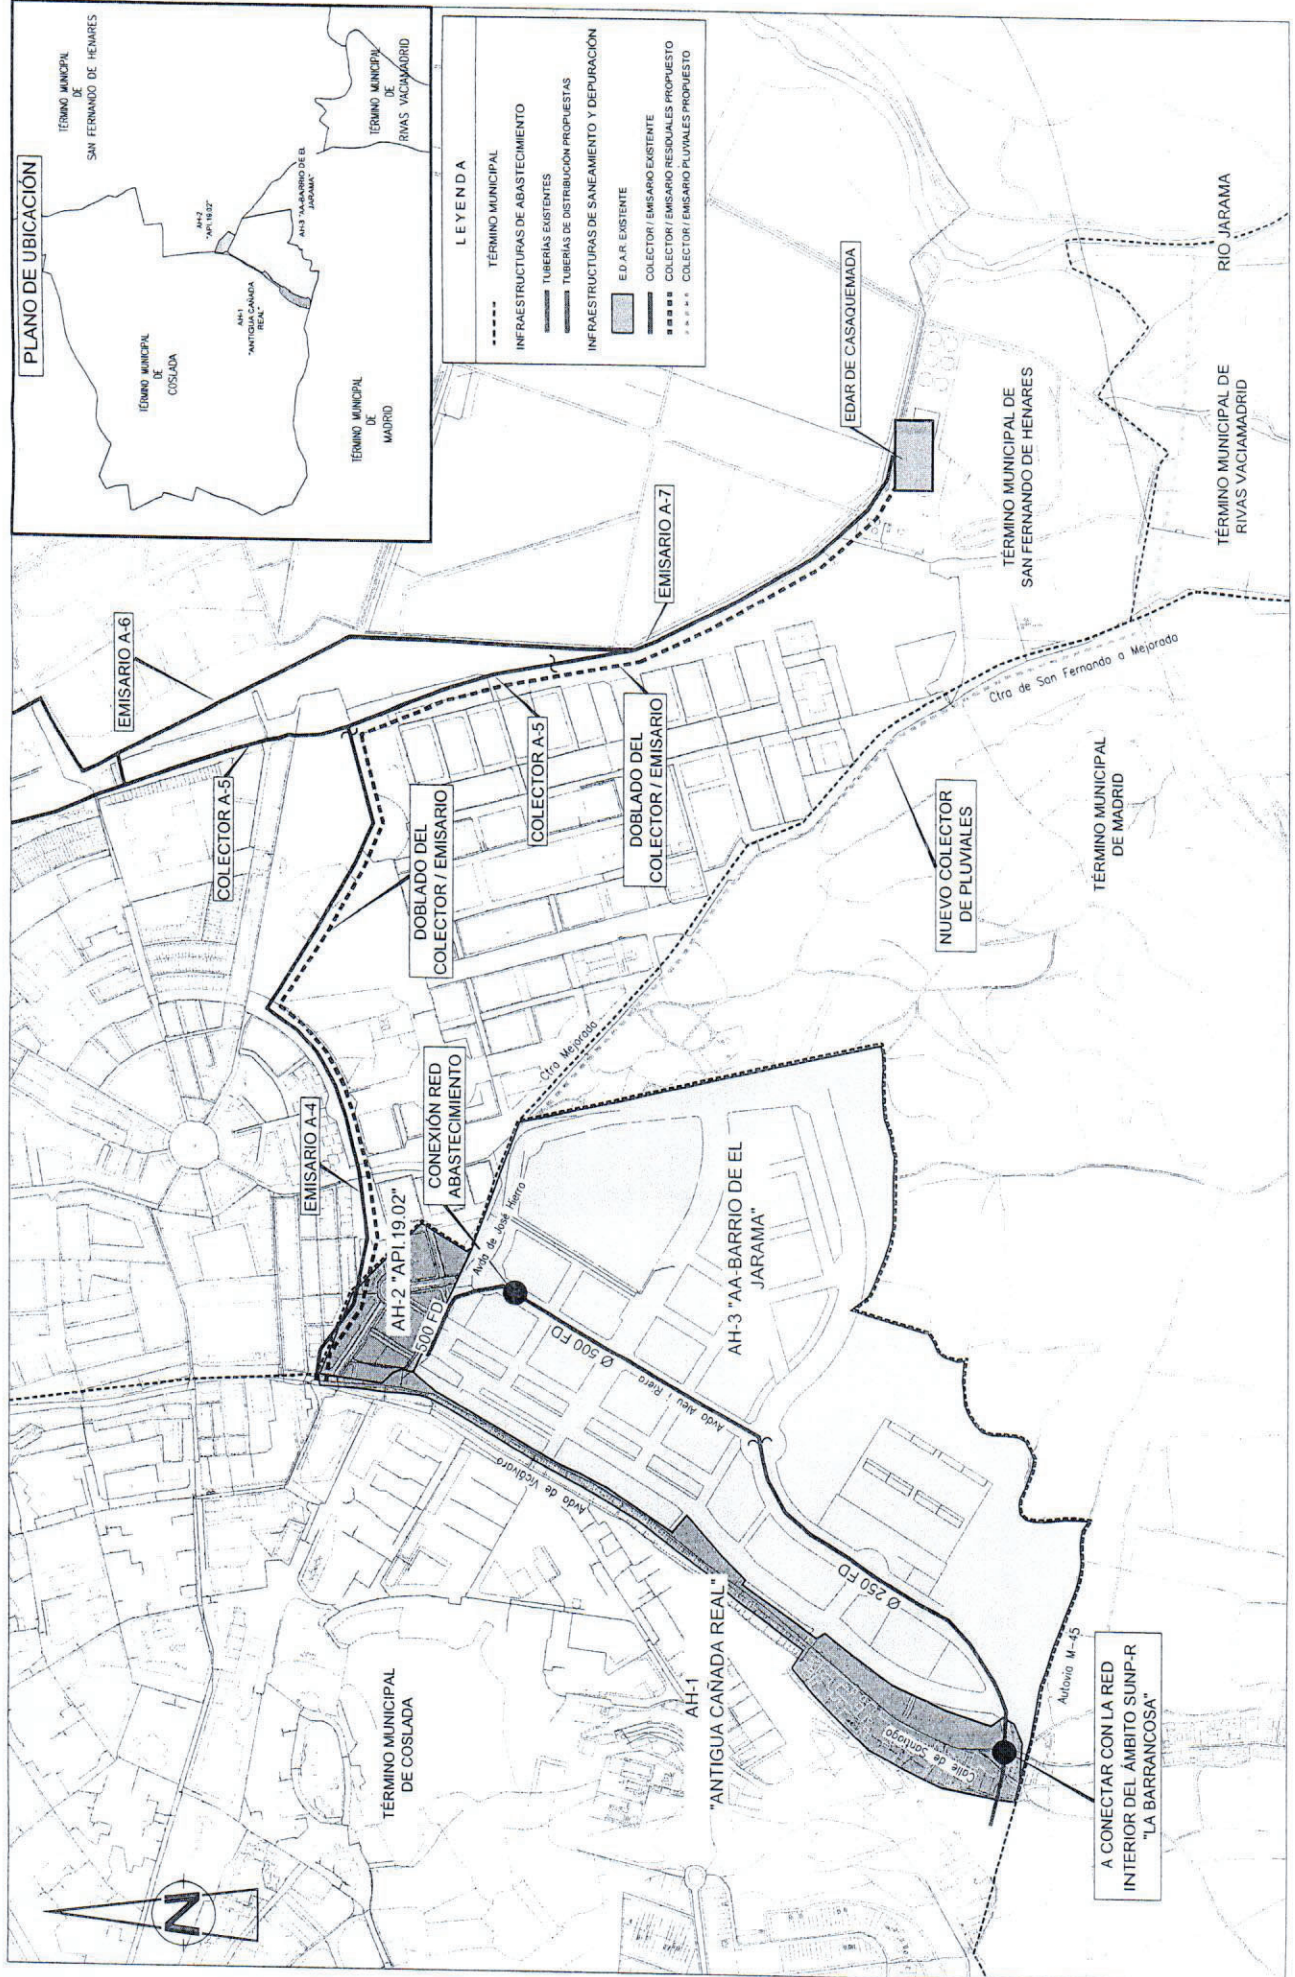 PLANO DE UBICACIÓN
TÉRMINO MUNICIPAL
DE
SAN FERNANDO DE HENARES
TÉRMINO MUNICIPAL
DE
COSLADA
AH-2
"API.19.02"
AH-1
"ANTIGUA CAÑADA
REAL"
AH-3 "AA-BARRIO DE EL
JARAMA"
TÉRMINO MUNICIPAL
DE
RIVAS VACIAMADRID
TÉRMINO MUNICIPAL
DE
MADRID
LEYENDA
TÉRMINO MUNICIPAL
INFRAESTRUCTURAS DE ABASTECIMIENTO
TUBERÍAS EXISTENTES
TUBERÍAS DE DISTRIBUCIÓN PROPUESTAS
INFRAESTRUCTURAS DE SANEAMIENTO Y DEPURACIÓN
E.D.A.R. EXISTENTE
COLECTOR / EMISARIO EXISTENTE
COLECTOR / EMISARIO RESIDUALES PROPUESTO
COLECTOR / EMISARIO PLUVIALES PROPUESTO
N
EMISARIO A-6
COLECTOR A-5
EMISARIO A-7
EDAR DE CASAQUEMADA
DOBLADO DEL
COLECTOR / EMISARIO
COLECTOR A-5
DOBLADO DEL
COLECTOR / EMISARIO
EMISARIO A-4
CONEXIÓN RED
ABASTECIMIENTO
AH-2 "API.19.02"
500 FD
Avda de José Hierro
Ctra Mejorada
Ø 500 FD
Avda Aleu i Riera
Avda de Vicálvaro
AH-3 "AA-BARRIO DE EL
JARAMA"
NUEVO COLECTOR
DE PLUVIALES
Ctra de San Fernando a Mejorada
TÉRMINO MUNICIPAL DE
SAN FERNANDO DE HENARES
RIO JARAMA
TÉRMINO MUNICIPAL DE
RIVAS VACIAMADRID
TÉRMINO MUNICIPAL
DE MADRID
TÉRMINO MUNICIPAL
DE COSLADA
AH-1
"ANTIGUA CAÑADA REAL"
Ø 250 FD
Calle de Santiago
Autovía M-45
A CONECTAR CON LA RED
INTERIOR DEL ÁMBITO SUNP-R
"LA BARRANCOSA"